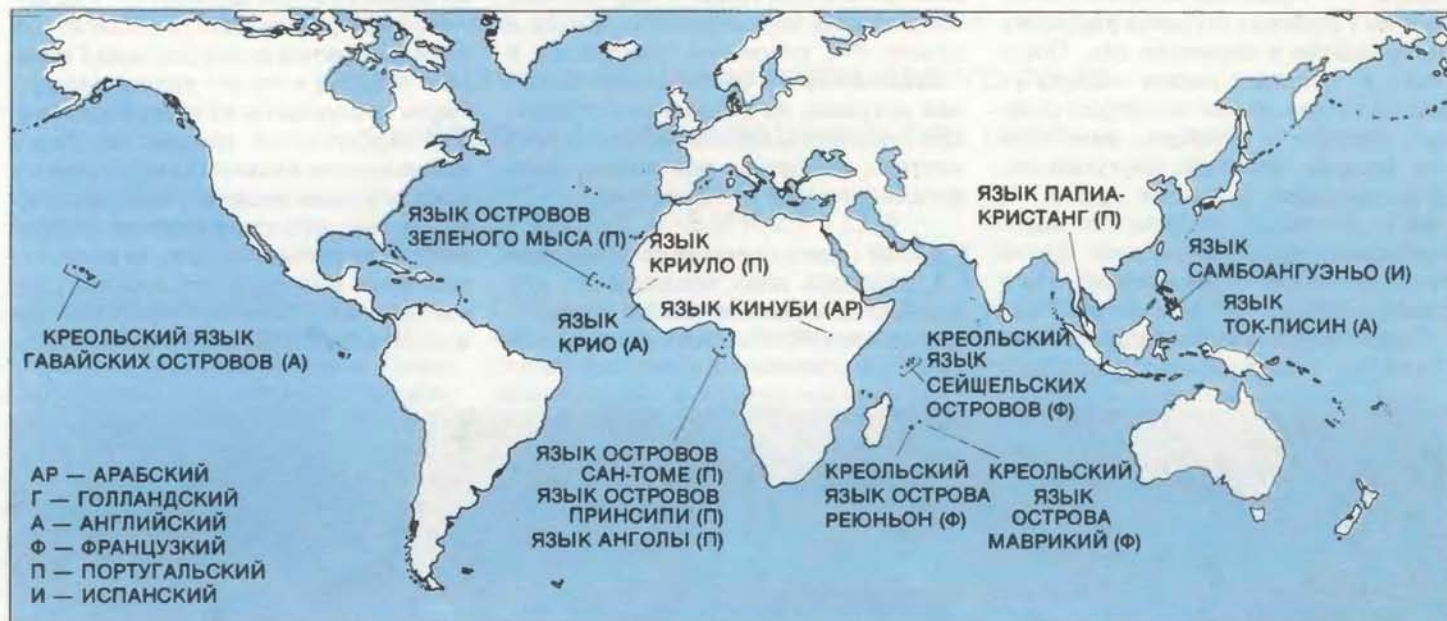 ЯЗЫК ОСТРОВОВ
ЗЕЛЕНОГО МЫСА (П)
ЯЗЫК
КРИУЛО (П)
ЯЗЫК ПАПИА-
КРИСТАНГ (П)
ЯЗЫК
САМБОАНГУЭНЬО (И)
ЯЗЫК
ТОК-ПИСИН (А)
КРЕОЛЬСКИЙ ЯЗЫК
ГАВАЙСКИХ ОСТРОВОВ (А)
ЯЗЫК
КРИО (А)
ЯЗЫК КИНУБИ (АР)
КРЕОЛЬСКИЙ
ЯЗЫК
СЕЙШЕЛЬСКИХ
ОСТРОВОВ (Ф)
ЯЗЫК ОСТРОВОВ
САН-ТОМЕ (П)
ЯЗЫК ОСТРОВОВ
ПРИНСИПИ (П)
ЯЗЫК АНГОЛЫ (П)
КРЕОЛЬСКИЙ
ЯЗЫК ОСТРОВА
РЕЮНЬОН (Ф)
КРЕОЛЬСКИЙ
ЯЗЫК
ОСТРОВА
МАВРИКИЙ (Ф)
АР — АРАБСКИЙ
Г — ГОЛЛАНДСКИЙ
А — АНГЛИЙСКИЙ
Ф — ФРАНЦУЗКИЙ
П — ПОРТУГАЛЬСКИЙ
И — ИСПАНСКИЙ